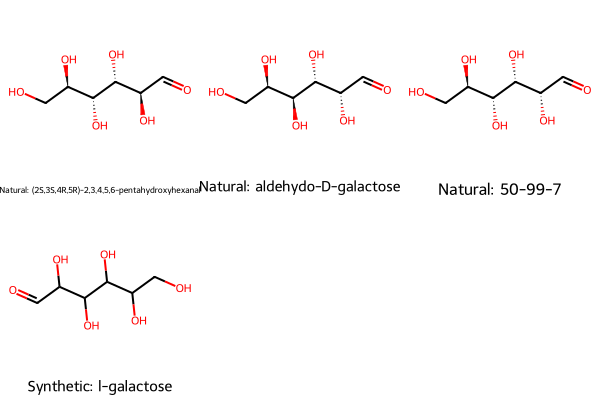 OH
OH
HO
O
OH
OH
OH
OH
HO
O
OH
OH
OH
OH
HO
O
OH
OH
Natural: (2S,3S,4R,5R)-2,3,4,5,6-pentahydroxyhexanal
Natural: aldehydo-D-galactose
Natural: 50-99-7
OH
OH
O
OH
OH
OH
Synthetic: l-galactose